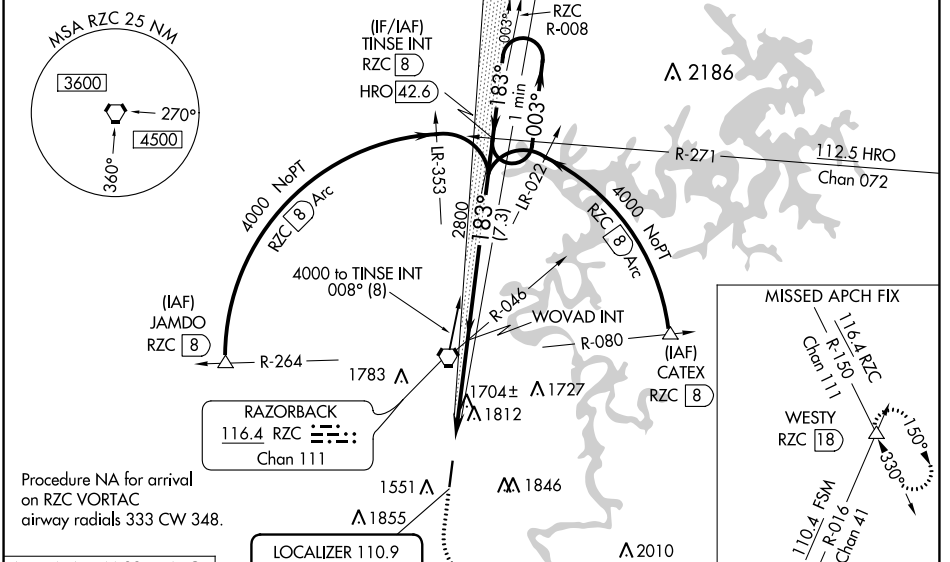 MSA RZC 25 NM
3600
270°
4500
360°
(IF/IAF)
TINSE INT
RZC 8
HRO 42.6
003°
RZC
R-008
183°
1 min
003°
2186
R-271
112.5 HRO
Chan 072
4000 NoPT
RZC 8 Arc
LR-353
2800
183°
(7.3)
LR-022
4000 NoPT
RZC 8 Arc
4000 to TINSE INT
008° (8)
R-046
WOVAD INT
R-080
(IAF)
JAMDO
RZC 8
R-264
(IAF)
CATEX
RZC 8
1783
1704±
1727
1812
RAZORBACK
116.4 RZC
Chan 111
Procedure NA for arrival
on RZC VORTAC
airway radials 333 CW 348.
1551
1846
1855
2010
LOCALIZER 110.9
MISSED APCH FIX
116.4 RZC
R-150
Chan 111
WESTY
RZC 18
150°
330°
110.4 FSM
R-016
Chan 41